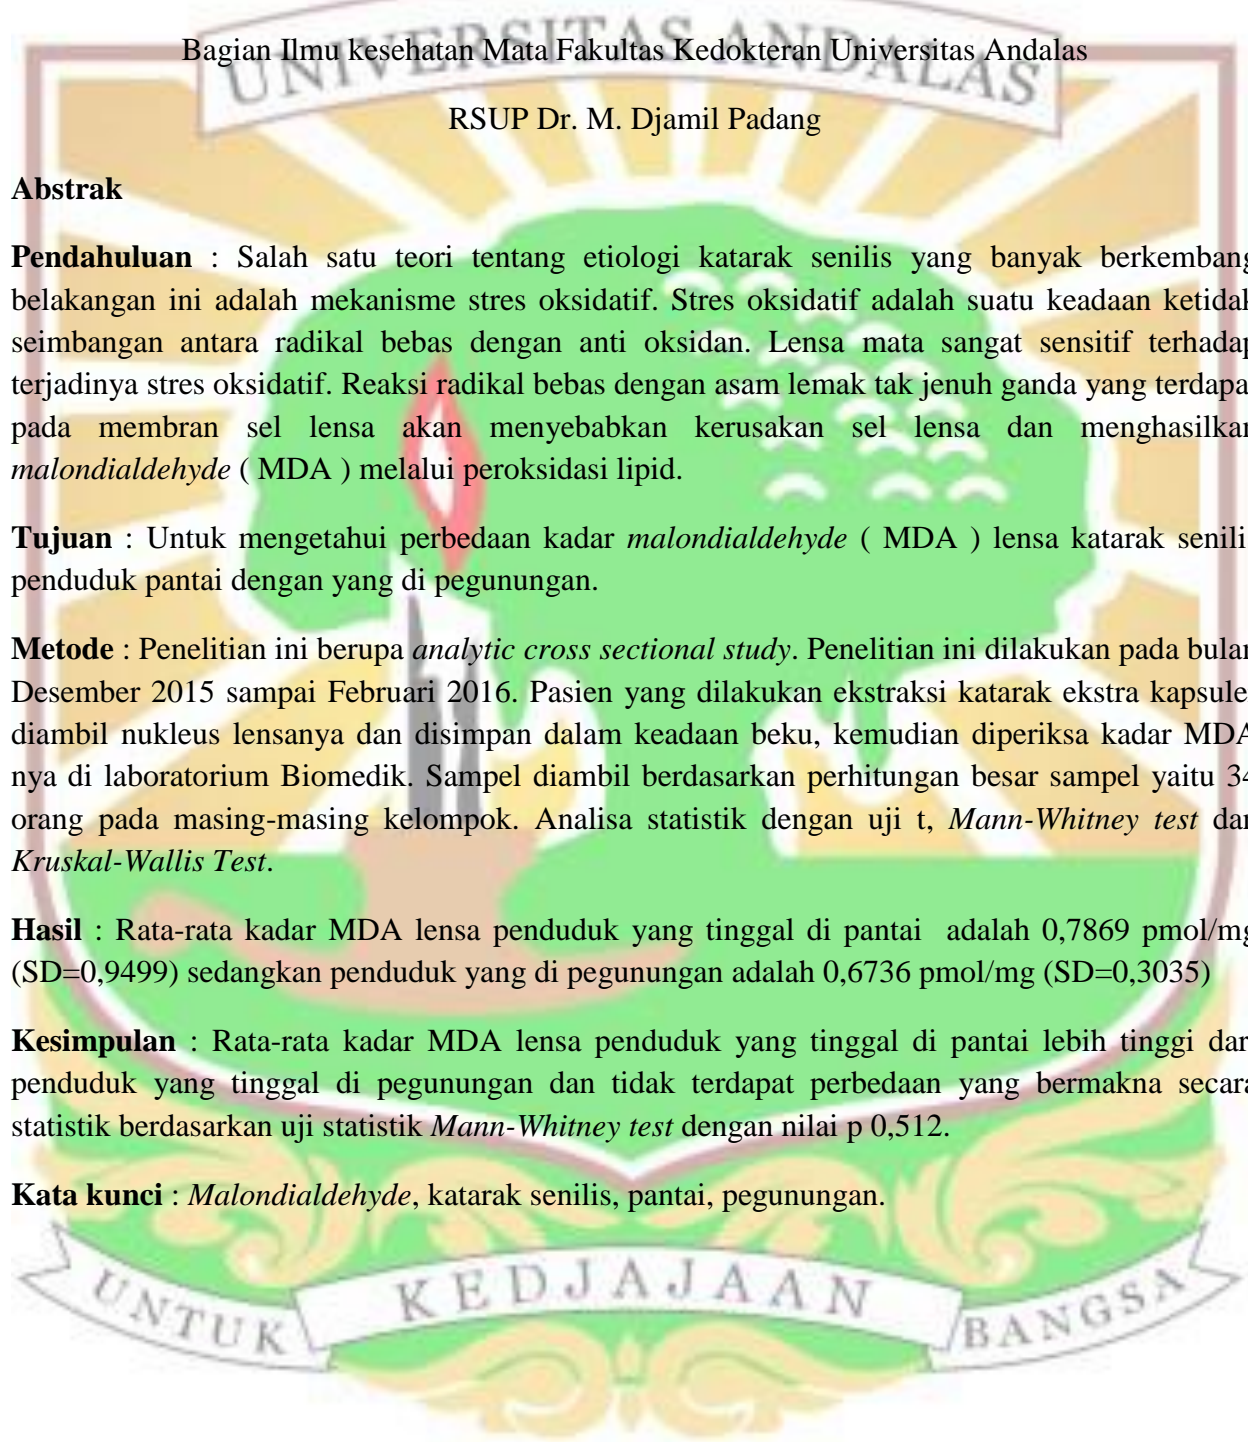 UNIVERSITAS ANDALAS
Bagian Ilmu kesehatan Mata Fakultas Kedokteran Universitas Andalas
RSUP Dr. M. Djamil Padang
Abstrak
Pendahuluan : Salah satu teori tentang etiologi katarak senilis yang banyak berkembang
belakangan ini adalah mekanisme stres oksidatif. Stres oksidatif adalah suatu keadaan ketidak
seimbangan antara radikal bebas dengan anti oksidan. Lensa mata sangat sensitif terhadap
terjadinya stres oksidatif. Reaksi radikal bebas dengan asam lemak tak jenuh ganda yang terdapa
pada membran sel lensa akan menyebabkan kerusakan sel lensa dan menghasilkan
malondialdehyde ( MDA ) melalui peroksidasi lipid.
Tujuan : Untuk mengetahui perbedaan kadar malondialdehyde ( MDA ) lensa katarak senili
penduduk pantai dengan yang di pegunungan.
Metode : Penelitian ini berupa analytic cross sectional study. Penelitian ini dilakukan pada bulan
Desember 2015 sampai Februari 2016. Pasien yang dilakukan ekstraksi katarak ekstra kapsule
diambil nukleus lensanya dan disimpan dalam keadaan beku, kemudian diperiksa kadar MDA
nya di laboratorium Biomedik. Sampel diambil berdasarkan perhitungan besar sampel yaitu 34
orang pada masing-masing kelompok. Analisa statistik dengan uji t, Mann-Whitney test dan
Kruskal-Wallis Test.
Hasil : Rata-rata kadar MDA lensa penduduk yang tinggal di pantai adalah 0,7869 pmol/mg
(SD=0,9499) sedangkan penduduk yang di pegunungan adalah 0,6736 pmol/mg (SD=0,3035)
Kesimpulan : Rata-rata kadar MDA lensa penduduk yang tinggal di pantai lebih tinggi dar
penduduk yang tinggal di pegunungan dan tidak terdapat perbedaan yang bermakna secara
statistik berdasarkan uji statistik Mann-Whitney test dengan nilai p 0,512.
Kata kunci : Malondialdehyde, katarak senilis, pantai, pegunungan.
UNTUK KEDJAJAAN BANGSA